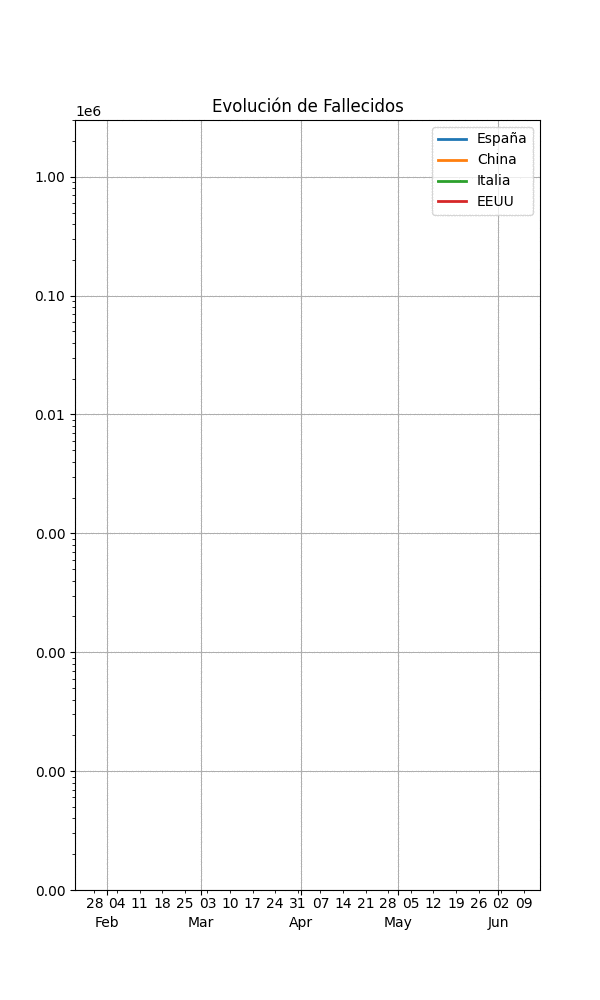 Evolución de Fallecidos
1e6
España
China
Italia
EEUU
1.00
0.10
0.01
0.00
0.00
0.00
0.00
28 04 11 18 25 03 10 17 24 31 07 14 21 28 05 12 19 26 02 09
Feb Mar Apr May Jun